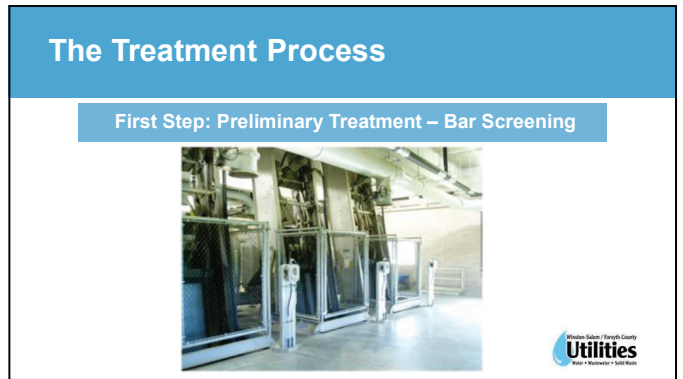 The Treatment Process
First Step: Preliminary Treatment – Bar Screening
Winston-Salem / Forsyth County
Utilities
Water • Wastewater • Solid Waste